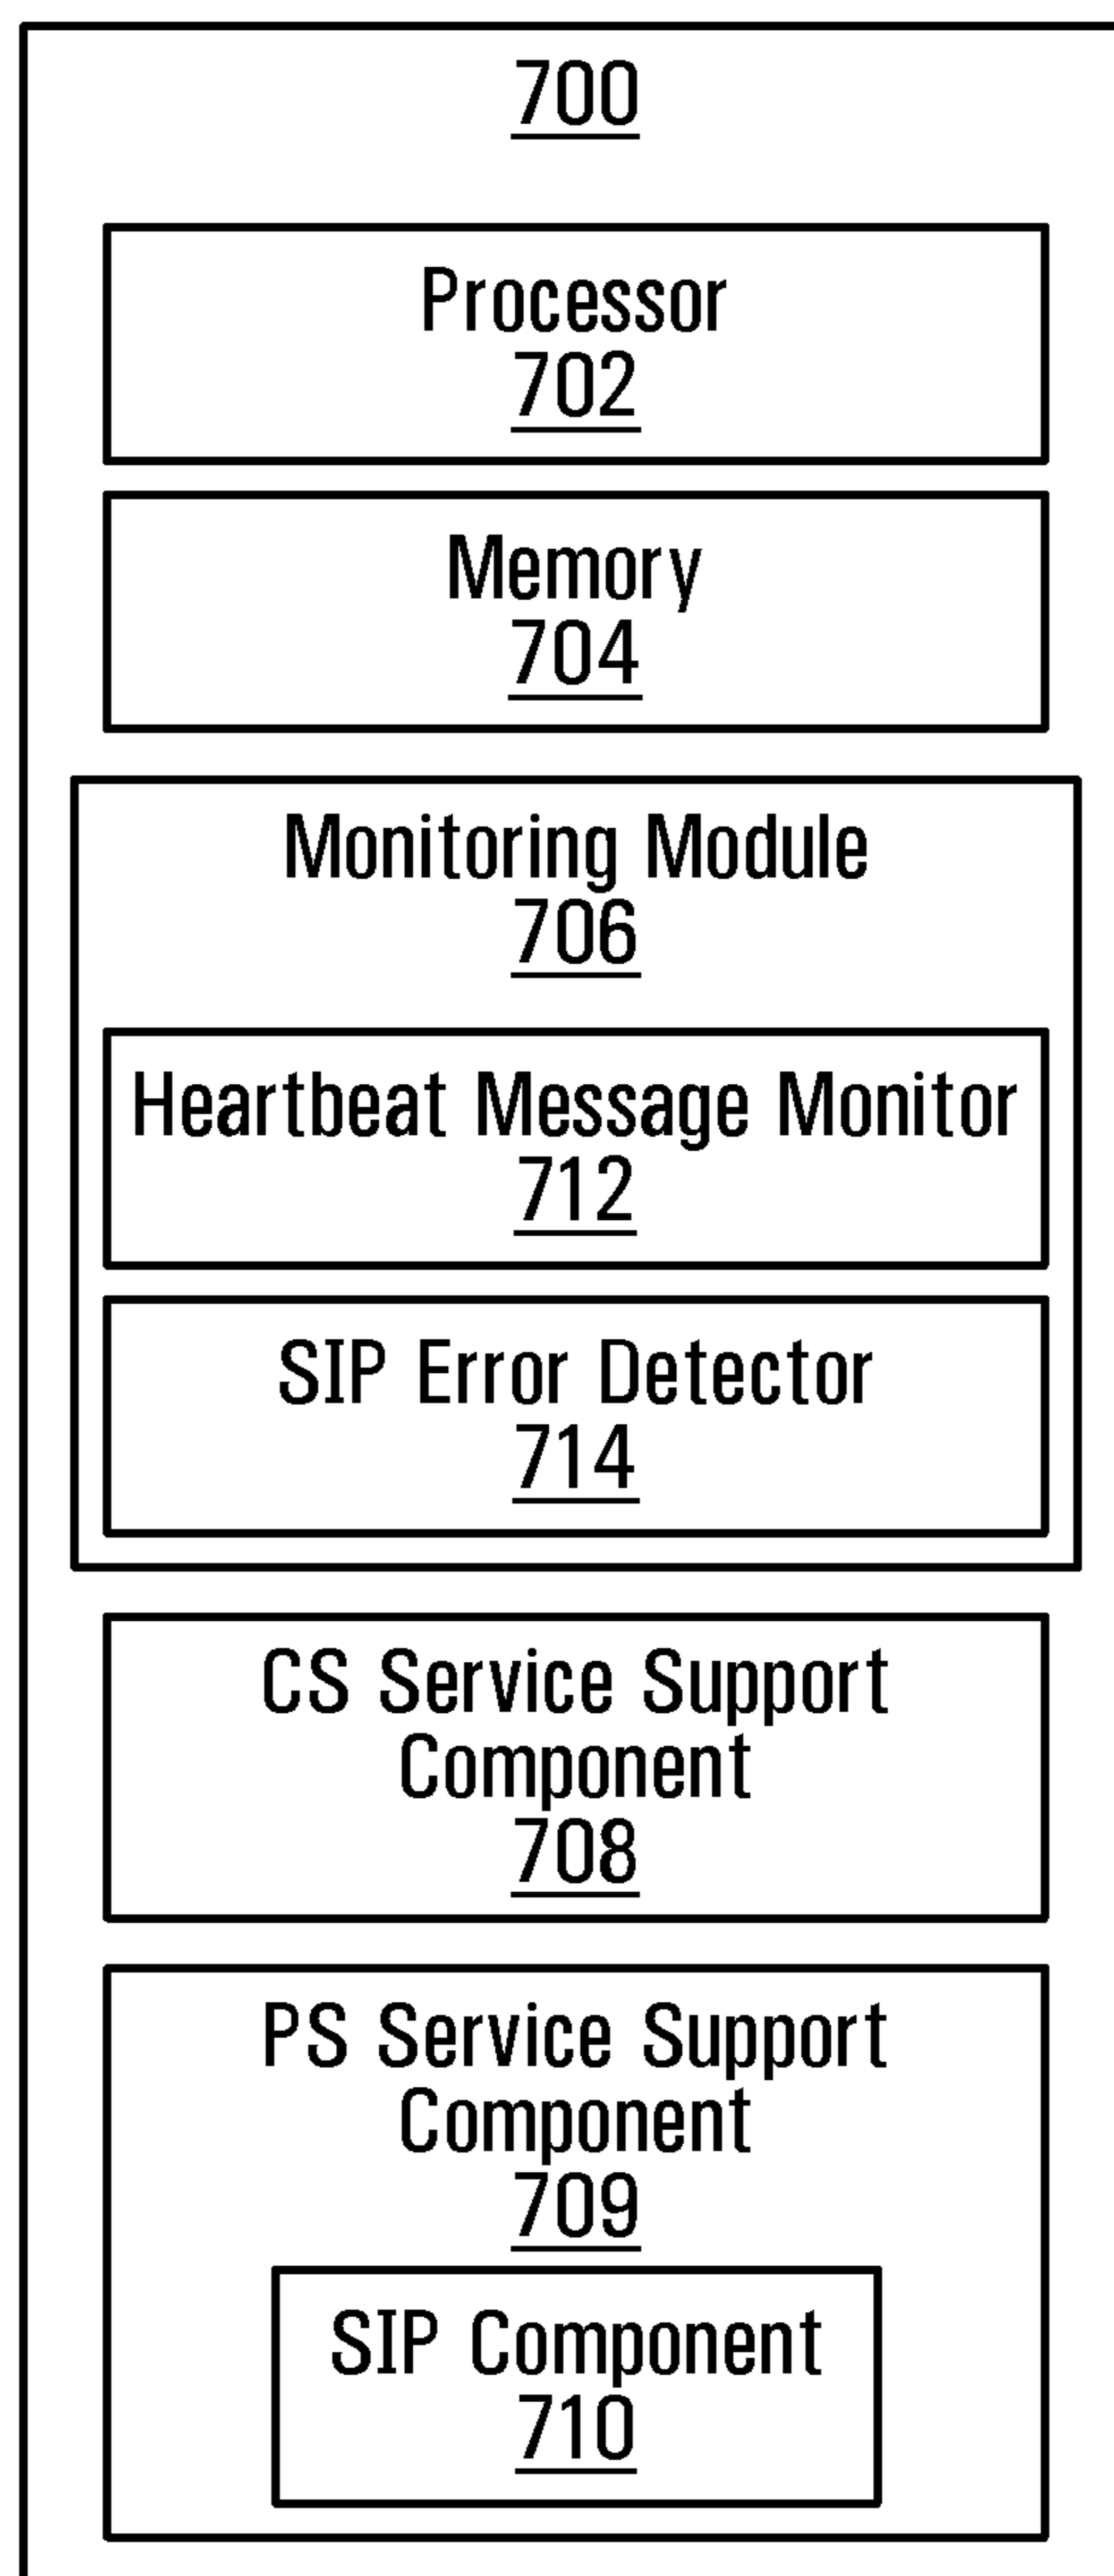 700
Processor
702
Memory
704
Monitoring Module
706
Heartbeat Message Monitor
712
SIP Error Detector
714
CS Service Support
Component
708
PS Service Support
Component
709
SIP Component
710